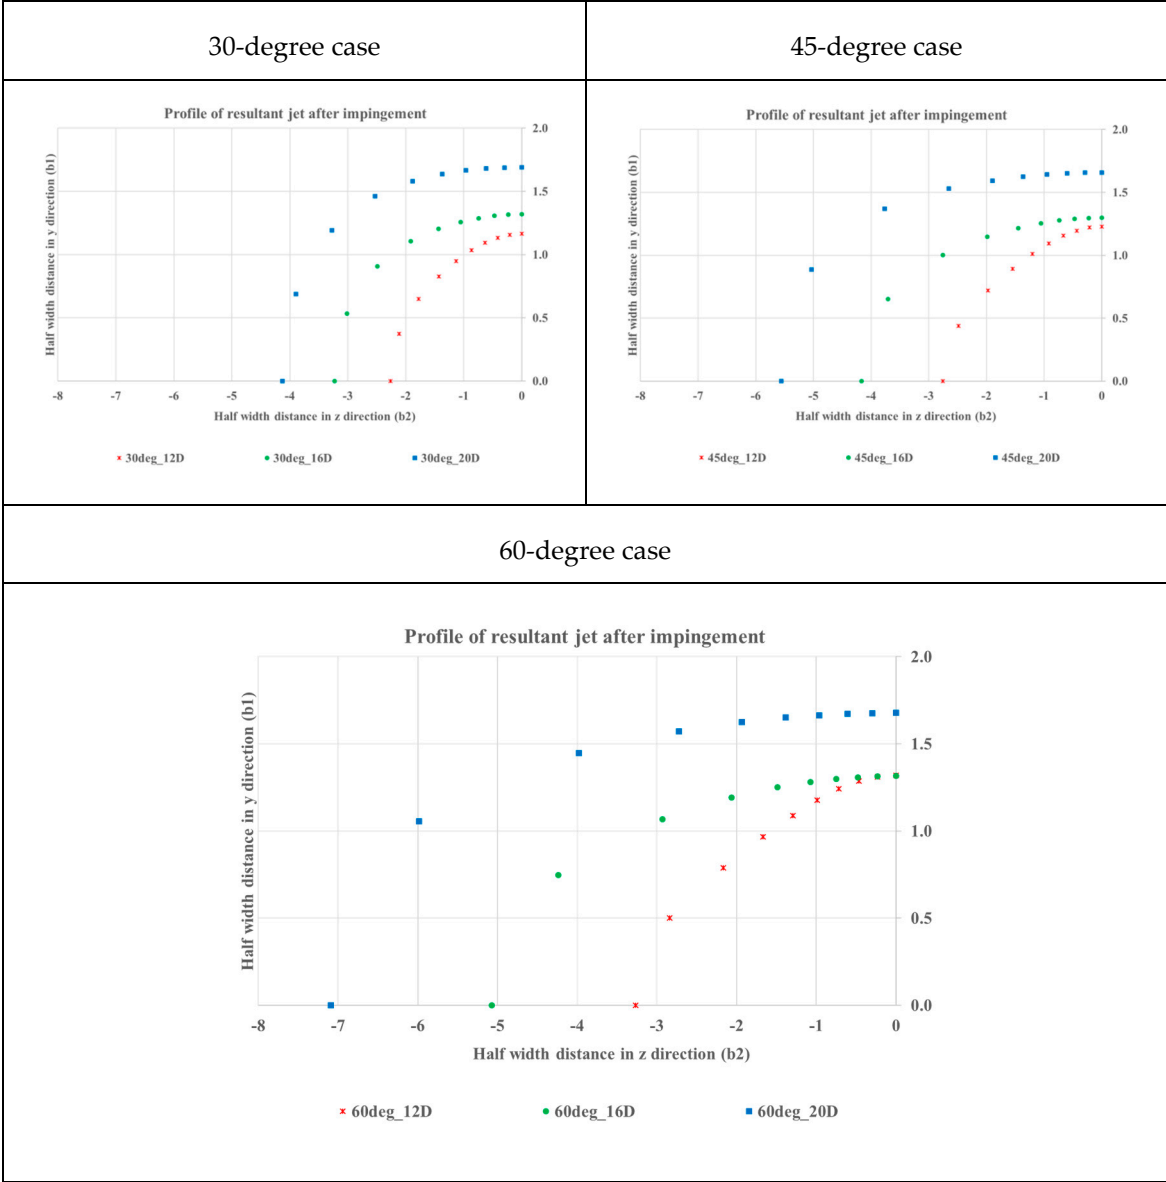 30-degree case
45-degree case
Profile of resultant jet after impingement
2.0
1.5
1.0
0.5
0.0
Half width distance in y direction (b1)
-8 -7 -6 -5 -4 -3 -2 -1 0
Half width distance in z direction (b2)
30deg_12D 30deg_16D 30deg_20D
Profile of resultant jet after impingement
2.0
1.5
1.0
0.5
0.0
Half width distance in y direction (b1)
-8 -7 -6 -5 -4 -3 -2 -1 0
Half width distance in z direction (b2)
45deg_12D 45deg_16D 45deg_20D
60-degree case
Profile of resultant jet after impingement
2.0
1.5
1.0
0.5
0.0
Half width distance in y direction (b1)
-8 -7 -6 -5 -4 -3 -2 -1 0
Half width distance in z direction (b2)
60deg_12D 60deg_16D 60deg_20D